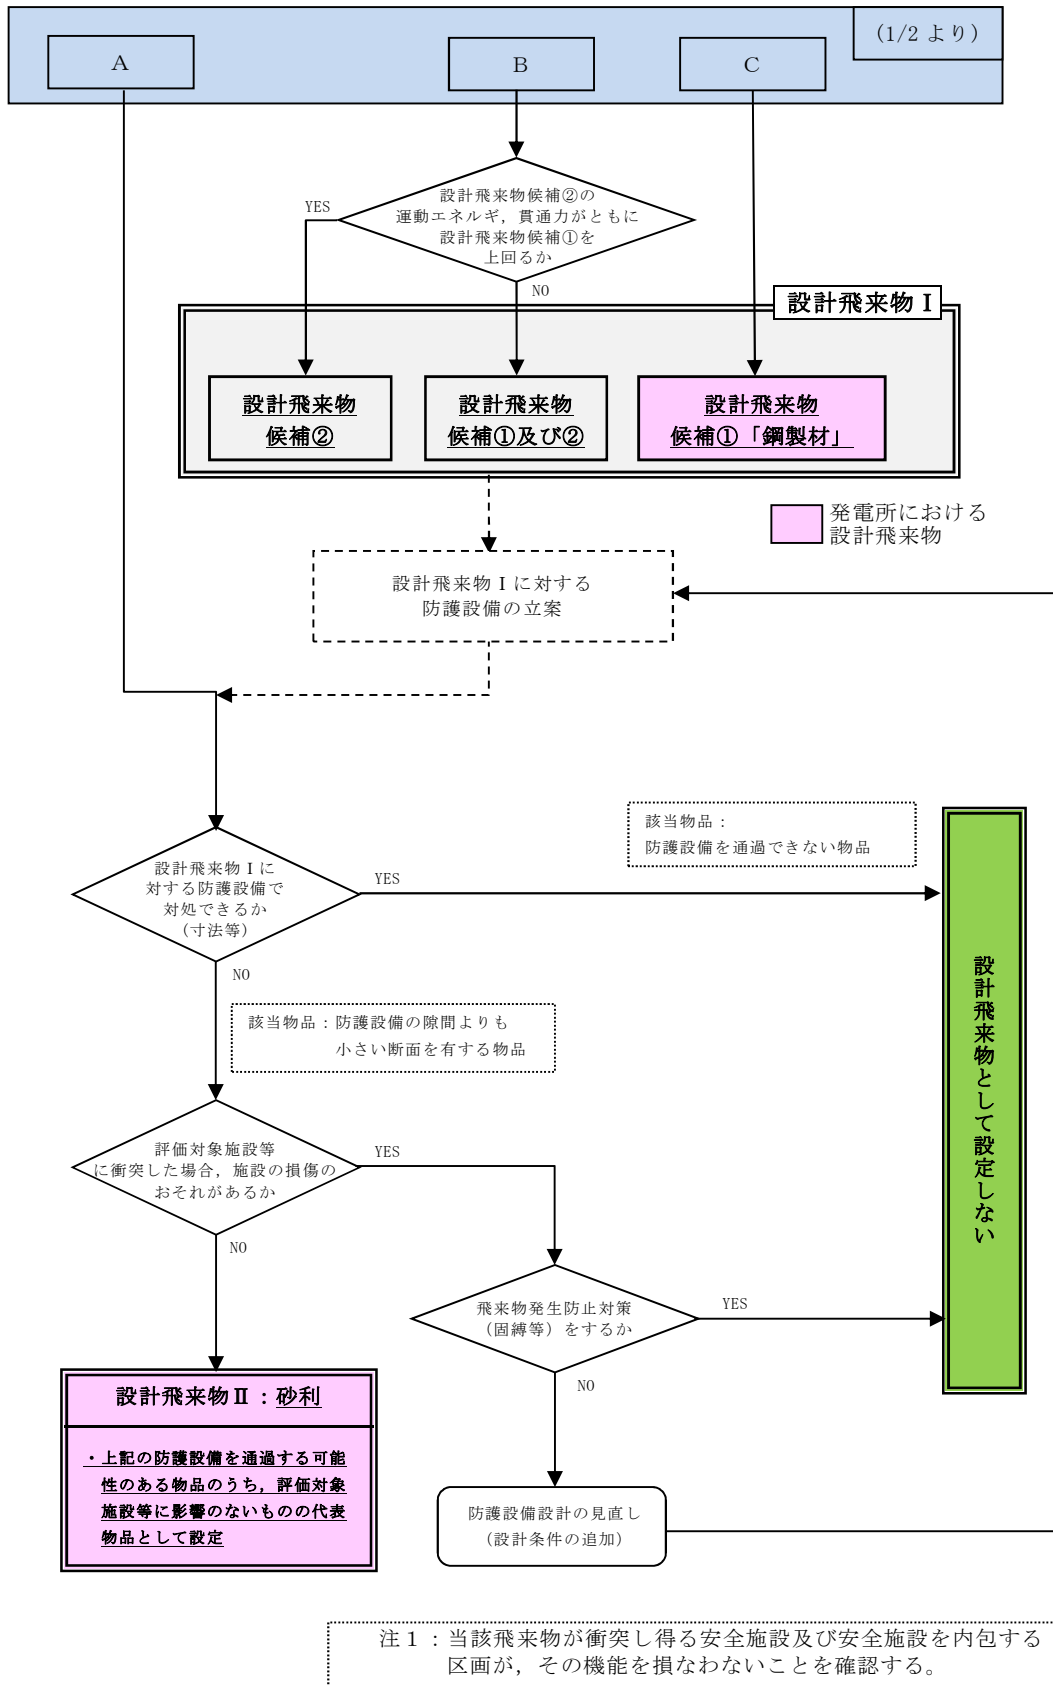 (1/2 より)
A
B
C
設計飛来物候補②の
運動エネルギ，貫通力がともに
設計飛来物候補①を
上回るか
YES
NO
設計飛来物Ⅰ
設計飛来物
候補②
設計飛来物
候補①及び②
設計飛来物
候補①「鋼製材」
発電所における
設計飛来物
設計飛来物Ⅰに対する
防護設備の立案
該当物品：
防護設備を通過できない物品
設計飛来物Ⅰに
対する防護設備で
対処できるか
（寸法等）
YES
NO
設計飛来物として設定しない
該当物品：防護設備の隙間よりも
小さい断面を有する物品
評価対象施設等
に衝突した場合，施設の損傷の
おそれがあるか
YES
NO
飛来物発生防止対策
（固縛等）をするか
YES
NO
設計飛来物Ⅱ：砂利
・上記の防護設備を通過する可能
性のある物品のうち，評価対象
施設等に影響のないものの代表
物品として設定
防護設備設計の見直し
（設計条件の追加）
注１：当該飛来物が衝突し得る安全施設及び安全施設を内包する
区画が，その機能を損なわないことを確認する。